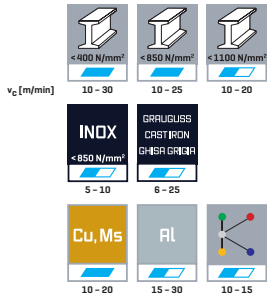 <400 N/mm² <850 N/mm² <1100 N/mm²
vc [m/min] 10 – 30 10 – 25 10 – 20
INOX
<850 N/mm²
GRAUGUSS
CAST IRON
GHISA GRIGIA
5 – 10 6 – 25
Cu, Ms Al
10 – 20 15 – 30 10 – 15